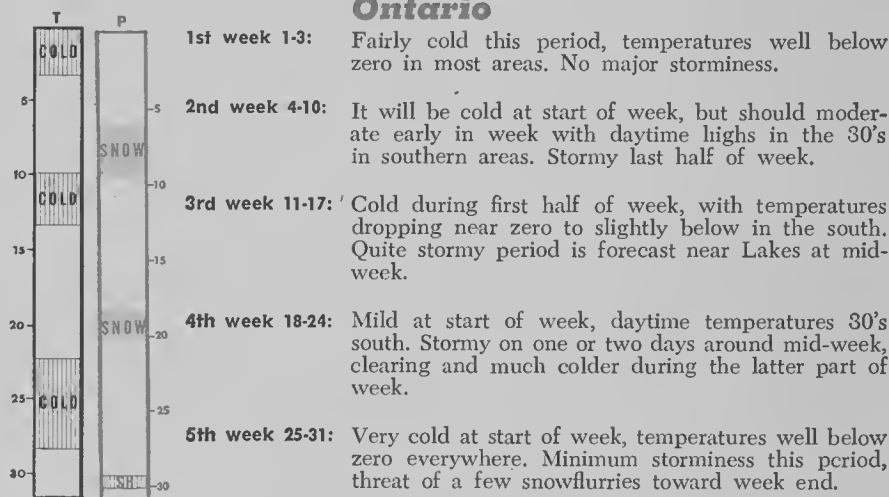 Ontario
T P
COLD
5
-5
SNOW
10
-10
COLD
15
-15
20
SNOW
-20
25
COLD
-25
30
-30
1st week 1-3: Fairly cold this period, temperatures well below
zero in most areas. No major storminess.
2nd week 4-10: It will be cold at start of week, but should moder-
ate early in week with daytime highs in the 30's
in southern areas. Stormy last half of week.
3rd week 11-17: Cold during first half of week, with temperatures
dropping near zero to slightly below in the south.
Quite stormy period is forecast near Lakes at mid-
week.
4th week 18-24: Mild at start of week, daytime temperatures 30's
south. Stormy on one or two days around mid-week,
clearing and much colder during the latter part of
week.
5th week 25-31: Very cold at start of week, temperatures well below
zero everywhere. Minimum storminess this period,
threat of a few snowflurries toward week end.